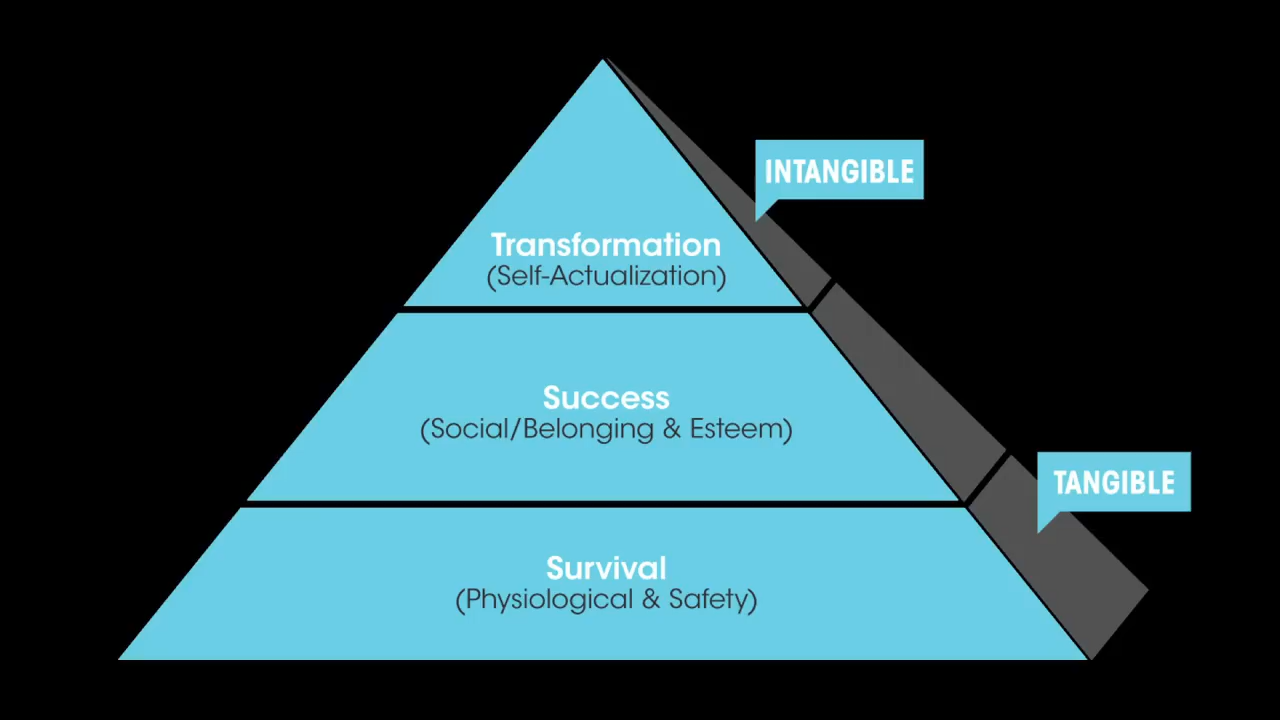 INTANGIBLE
Transformation
(Self-Actualization)
Success
(Social/Belonging & Esteem)
TANGIBLE
Survival
(Physiological & Safety)